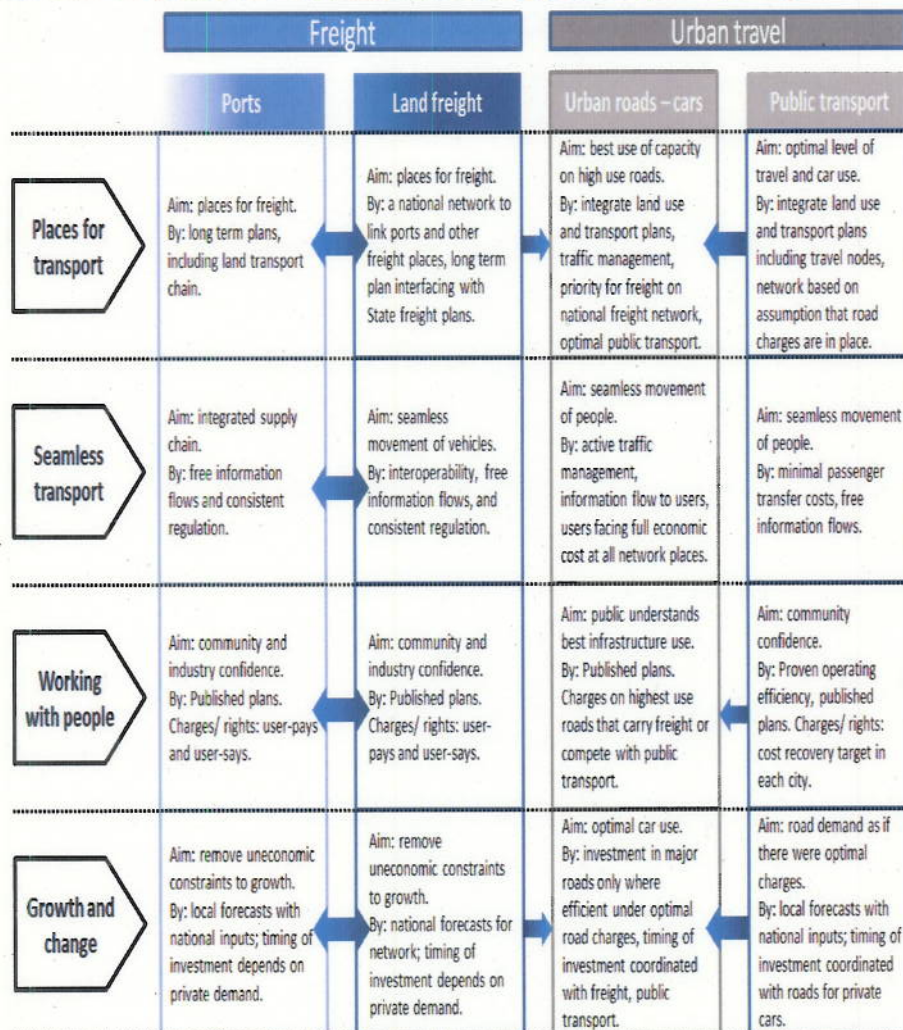 Freight
Urban travel
Ports
Land freight
Urban roads – cars
Public transport
Places for
transport
Aim: places for freight.
By: long term plans,
including land transport
chain.
Aim: places for freight.
By: a national network to
link ports and other
freight places, long term
plan interfacing with
State freight plans.
Aim: best use of capacity
on high use roads.
By: integrate land use
and transport plans,
traffic management,
priority for freight on
national freight network,
optimal public transport.
Aim: optimal level of
travel and car use.
By: integrate land use
and transport plans
including travel nodes,
network based on
assumption that road
charges are in place.
Seamless
transport
Aim: integrated supply
chain.
By: free information
flows and consistent
regulation.
Aim: seamless
movement of vehicles.
By: interoperability, free
information flows, and
consistent regulation.
Aim: seamless movement
of people.
By: active traffic
management,
information flow to users,
users facing full economic
cost at all network places.
Aim: seamless movement
of people.
By: minimal passenger
transfer costs, free
information flows.
Working
with people
Aim: community and
industry confidence.
By: Published plans.
Charges/ rights: user-pays
and user-says.
Aim: community and
industry confidence.
By: Published plans.
Charges/ rights: user-
pays and user-says.
Aim: public understands
best infrastructure use.
By: Published plans.
Charges on highest use
roads that carry freight or
compete with public
transport.
Aim: community
confidence.
By: Proven operating
efficiency, published
plans. Charges/ rights:
cost recovery target in
each city.
Growth and
change
Aim: remove uneconomic
constraints to growth.
By: local forecasts with
national inputs; timing of
investment depends on
private demand.
Aim: remove
uneconomic constraints
to growth.
By: national forecasts for
network; timing of
investment depends on
private demand.
Aim: optimal car use.
By: investment in major
roads only where
efficient under optimal
road charges, timing of
investment coordinated
with freight, public
transport.
Aim: road demand as if
there were optimal
charges.
By: local forecasts with
national inputs; timing of
investment coordinated
with roads for private
cars.